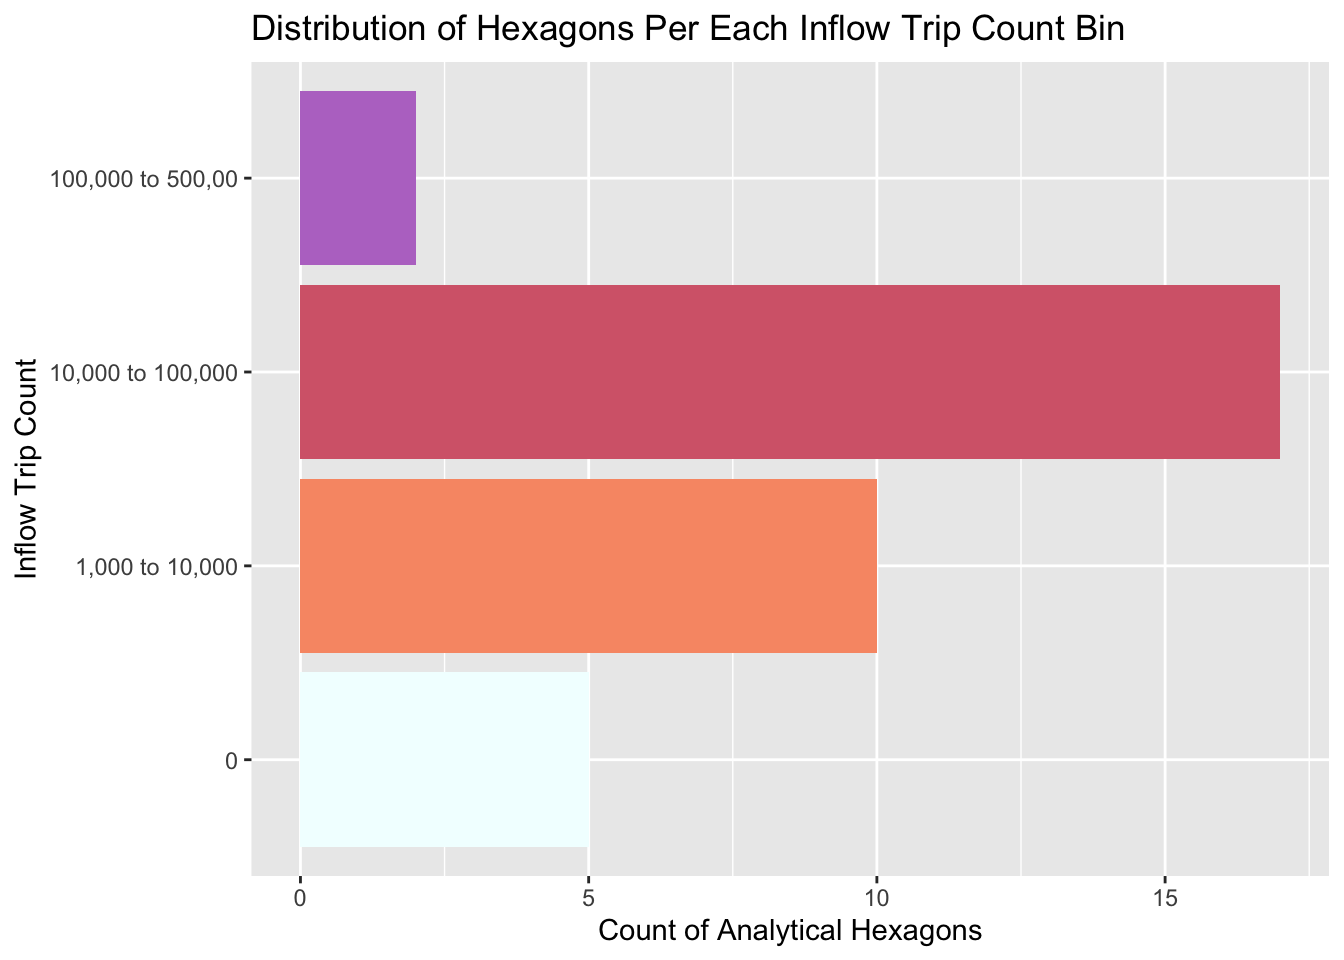 Distribution of Hexagons Per Each Inflow Trip Count Bin
Inflow Trip Count
100,000 to 500,00
10,000 to 100,000
1,000 to 10,000
0
0 5 10 15
Count of Analytical Hexagons